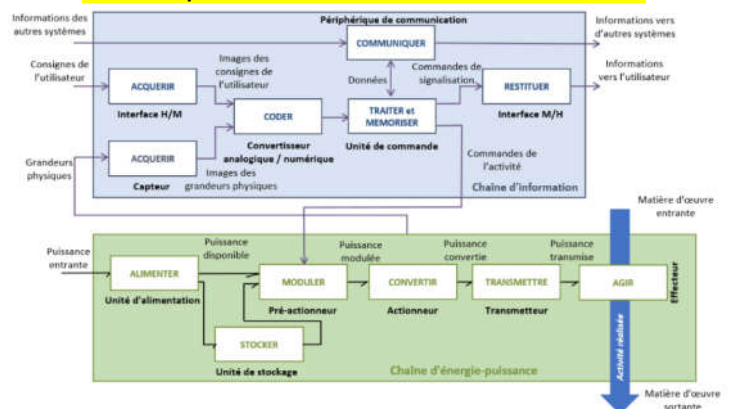 Périphérique de communication
Informations des
autres systèmes
COMMUNIQUER
Informations vers
d'autres systèmes
Consignes de
l'utilisateur
Images des
consignes de
l'utilisateur
Données
Commandes de
signalisation
Informations
vers l'utilisateur
ACQUERIR
Interface H/M
CODER
Convertisseur
analogique / numérique
TRAITER et
MEMORISER
Unité de commande
RESTITUER
Interface M/H
Grandeurs
physiques
ACQUERIR
Capteur
Images des
grandeurs physiques
Commandes de
l'activité
Chaîne d'information
Matière d'œuvre
entrante
Puissance
entrante
Puissance
disponible
Puissance
modulée
Puissance
convertie
Puissance
transmise
ALIMENTER
Unité d'alimentation
MODULER
Pré-actionneur
CONVERTIR
Actionneur
TRANSMETTRE
Transmetteur
AGIR
Effecteur
STOCKER
Unité de stockage
Chaîne d'énergie-puissance
Activité réalisée
Matière d'œuvre
sortante